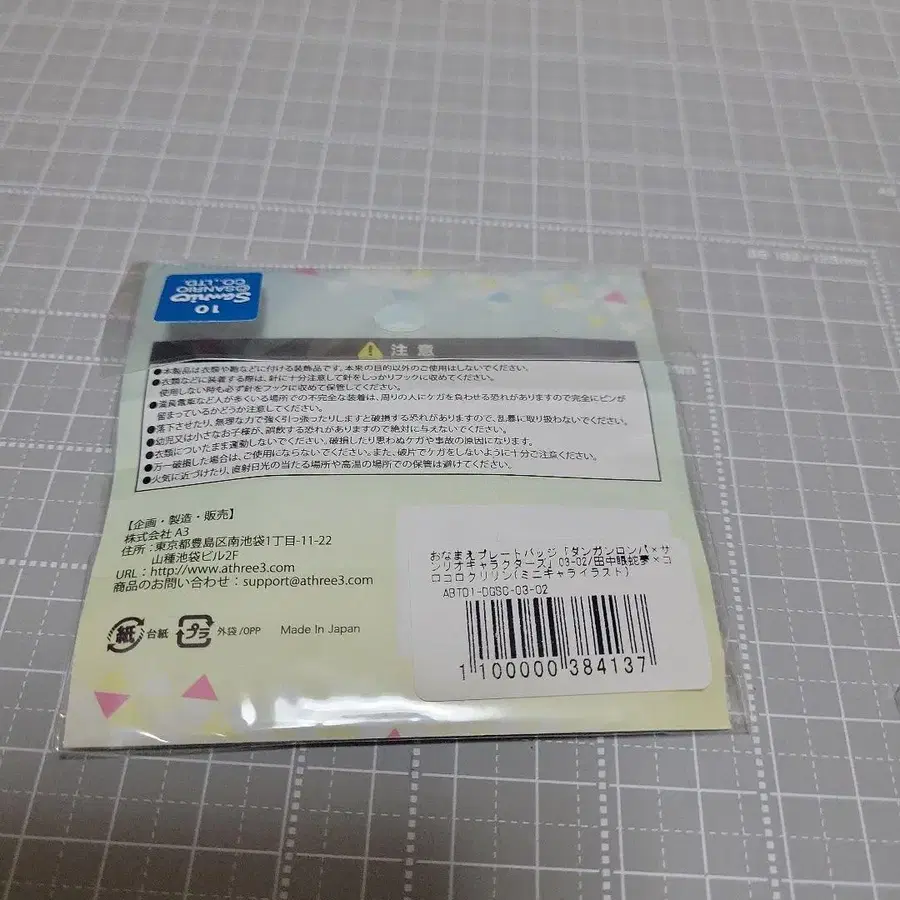 10
Sanrio
©SANRIO
CO., LTD.
注意
●本製品は衣類や鞄などに付ける装飾品です。本来の目的以外のご使用はしないでください。
●衣類などに装着する際は、針に十分注意して針をしっかりフックに収めてください。
使用しない時も必ず針をフックに収めて保管してください。
●満員電車など人が多くいる場所での不完全な装着は、周りの人にケガを負わせる恐れがありますので完全にピンが
留まっているかどうか注意してください。
●落下させたり、無理な力で強く引っ張ったりしますと破損する恐れがありますので、乱暴に取り扱わないでください。
●幼児又は小さなお子様が、誤飲する恐れがありますので絶対に与えないでください。
●衣類についたまま運動しないでください。破損したり思わぬケガや事故の原因になります。
●万一破損した場合は、ご使用にならないでください。また、破片でケガをしないように十分ご注意ください。
●火気に近づけたり、直射日光の当たる場所や高温の場所での保管は避けてください。
【企画・製造・販売】
株式会社 A3
住所：東京都豊島区南池袋1丁目-11-22
山種池袋ビル2F
URL：http://www.athree3.com
商品のお問い合わせ：support@athree3.com
紙 台紙 プラ 外袋/OPP Made In Japan
おなまえプレートバッジ「ダンガンロンパ×サ
ンリオキャラクターズ」03-02/田中眼蛇夢×コ
ロコロクリリン(ミニキャライラスト)
ABT01-DGSC-03-02
1 100000 384137